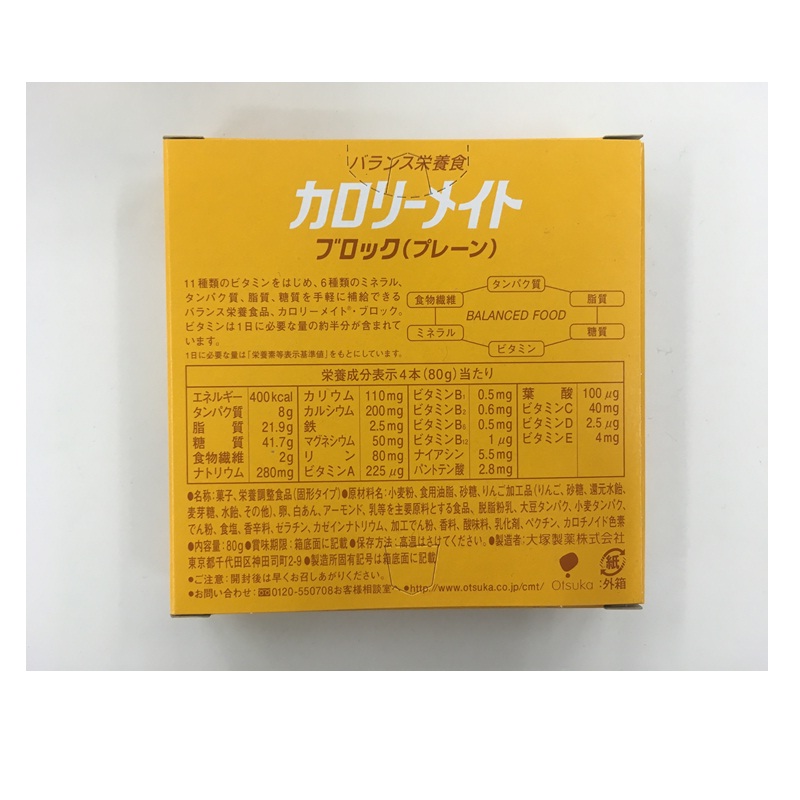 バランス栄養食
カロリーメイト
ブロック(プレーン)
11種類のビタミンをはじめ、6種類のミネラル、
タンパク質、脂質、糖質を手軽に補給できる
バランス栄養食品、カロリーメイト®・ブロック。
ビタミンは1日に必要な量の約半分が含まれて
います。
1日に必要な量は「栄養素等表示基準値」をもとにしています。
タンパク質
食物繊維 脂質
BALANCED FOOD
ミネラル 糖質
ビタミン
栄養成分表示4本(80g)当たり
エネルギー 400kcal カリウム 110mg ビタミンB1 0.5mg 葉酸 100μg
タンパク質 8g カルシウム 200mg ビタミンB2 0.6mg ビタミンC 40mg
脂質 21.9g 鉄 2.5mg ビタミンB6 0.5mg ビタミンD 2.5μg
糖質 41.7g マグネシウム 50mg ビタミンB12 1μg ビタミンE 4mg
食物繊維 2g リン 80mg ナイアシン 5.5mg
ナトリウム 280mg ビタミンA 225μg パントテン酸 2.8mg
●名称:菓子、栄養調整食品(固形タイプ)●原材料名:小麦粉、食用油脂、砂糖、りんご加工品(りんご、砂糖、還元水飴、
麦芽糖、水飴、その他)、卵、白あん、アーモンド、乳等を主要原料とする食品、脱脂粉乳、大豆タンパク、小麦タンパク、
でん粉、食塩、香辛料、ゼラチン、カゼインナトリウム、加工でん粉、香料、酸味料、乳化剤、ペクチン、カロチノイド色素
●内容量:80g●賞味期限:箱底面に記載●保存方法:高温はさけてください。●製造者:大塚製薬株式会社
東京都千代田区神田司町2-9●製造所固有記号は箱底面に記載
●ご注意:開封後は早くお召しあがりください。
●お問い合わせ:0120-550708お客様相談室へ●http://www.otsuka.co.jp/cmt/
Otsuka
紙
:外箱